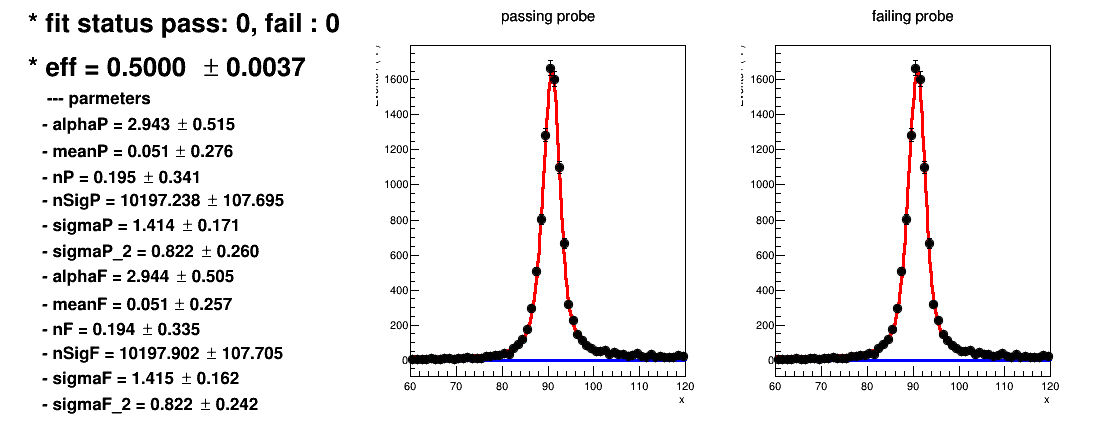 * fit status pass: 0, fail : 0
* eff = 0.5000 ± 0.0037
--- parmeters
- alphaP = 2.943 ± 0.515
- meanP = 0.051 ± 0.276
- nP = 0.195 ± 0.341
- nSigP = 10197.238 ± 107.695
- sigmaP = 1.414 ± 0.171
- sigmaP_2 = 0.822 ± 0.260
- alphaF = 2.944 ± 0.505
- meanF = 0.051 ± 0.257
- nF = 0.194 ± 0.335
- nSigF = 10197.902 ± 107.705
- sigmaF = 1.415 ± 0.162
- sigmaF_2 = 0.822 ± 0.242
passing probe
1600
1400
1200
1000
800
600
400
200
0
60 70 80 90 100 110 120
x
failing probe
1600
1400
1200
1000
800
600
400
200
0
60 70 80 90 100 110 120
x